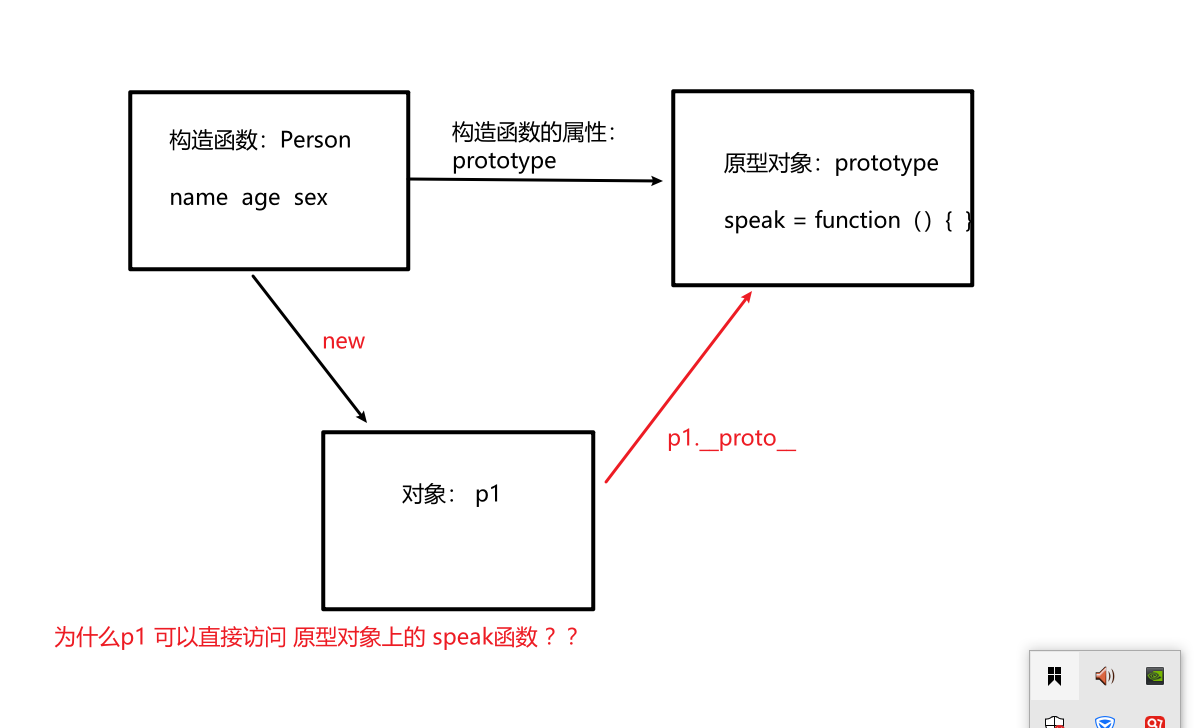 构造函数：Person
name age sex
构造函数的属性：
prototype
原型对象：prototype
speak = function（）{ }
new
p1.__proto__
对象： p1
为什么p1 可以直接访问 原型对象上的 speak函数？？